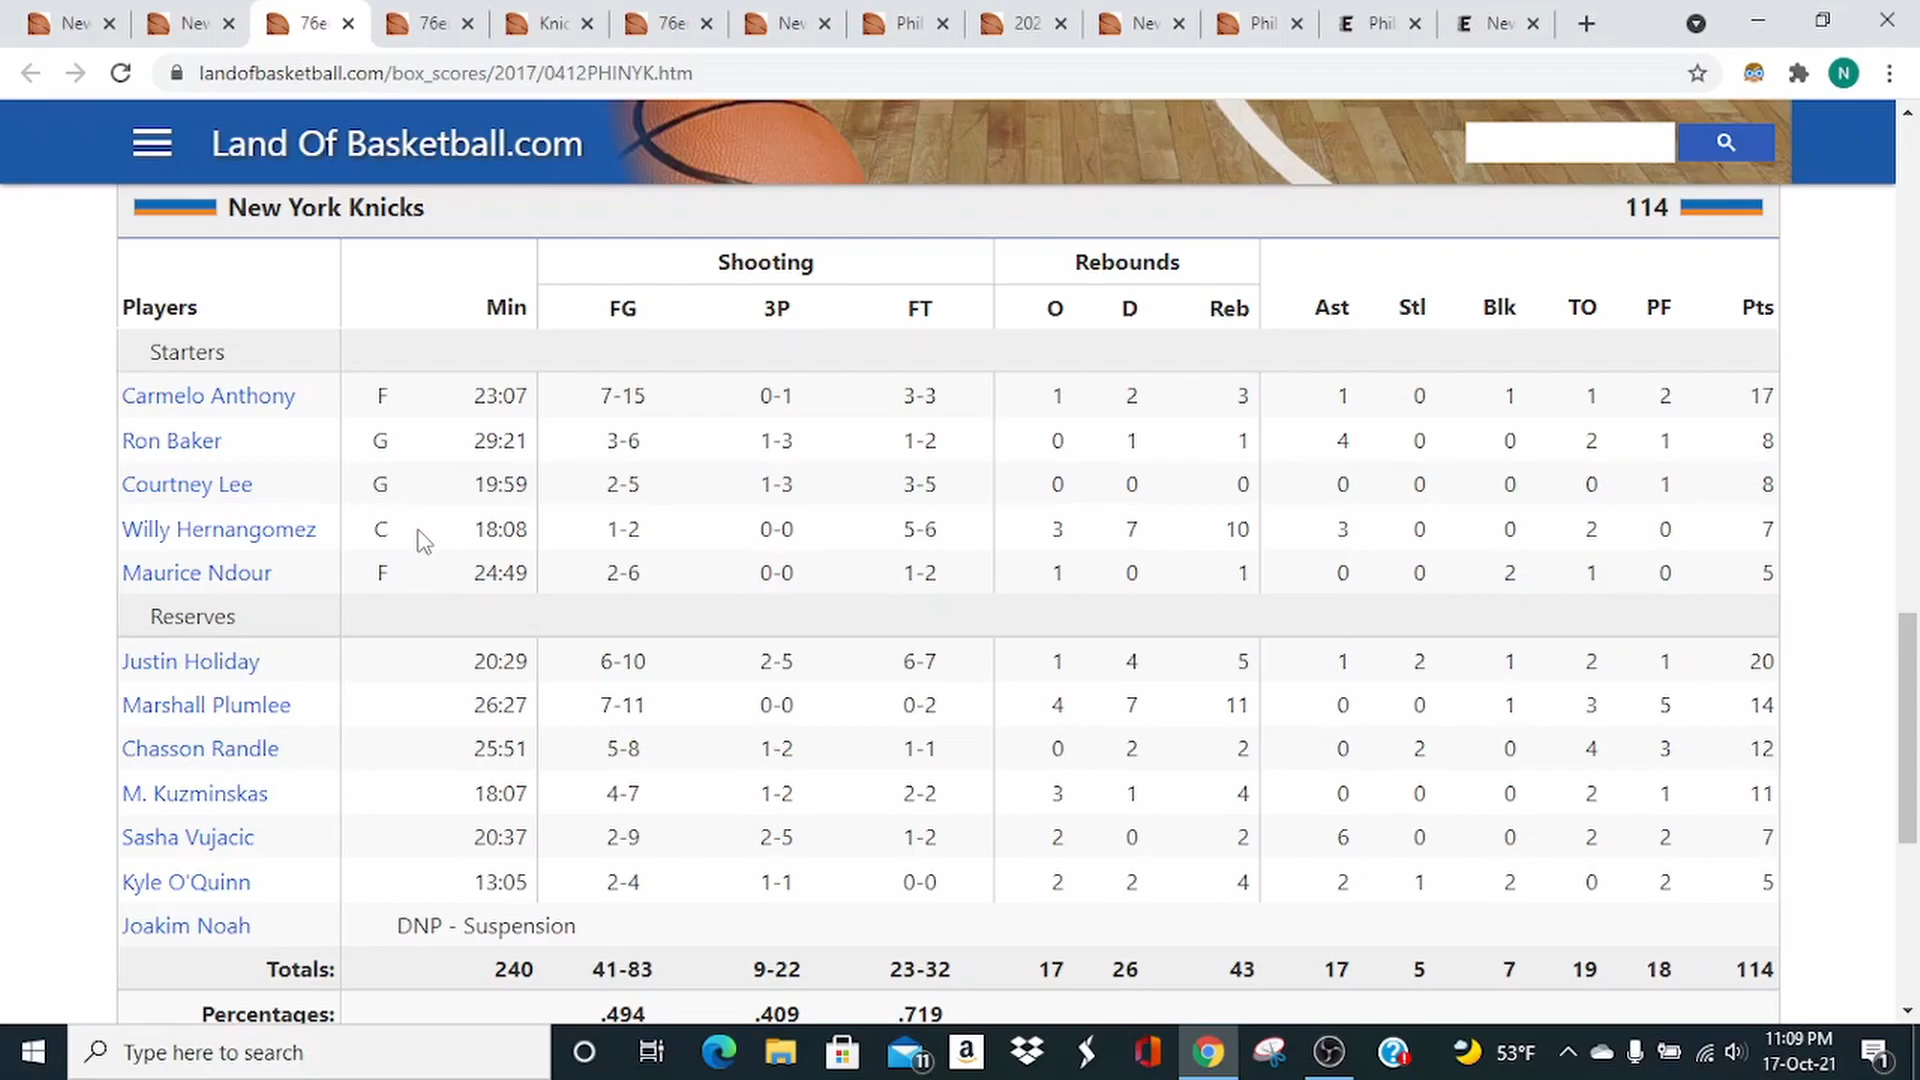 New New 76e 76e Knic 76e New Phil 202 New Phil Phil New
landofbasketball.com/box_scores/2017/0412PHINYK.htm N
Land Of Basketball.com
New York Knicks 114
Shooting Rebounds
Players Min FG 3P FT O D Reb Ast Stl Blk TO PF Pts
Starters
Carmelo Anthony F 23:07 7-15 0-1 3-3 1 2 3 1 0 1 1 2 17
Ron Baker G 29:21 3-6 1-3 1-2 0 1 1 4 0 0 2 1 8
Courtney Lee G 19:59 2-5 1-3 3-5 0 0 0 0 0 0 0 1 8
Willy Hernangomez C 18:08 1-2 0-0 5-6 3 7 10 3 0 0 2 0 7
Maurice Ndour F 24:49 2-6 0-0 1-2 1 0 1 0 0 2 1 0 5
Reserves
Justin Holiday 20:29 6-10 2-5 6-7 1 4 5 1 2 1 2 1 20
Marshall Plumlee 26:27 7-11 0-0 0-2 4 7 11 0 0 1 3 5 14
Chasson Randle 25:51 5-8 1-2 1-1 0 2 2 0 2 0 4 3 12
M. Kuzminskas 18:07 4-7 1-2 2-2 3 1 4 0 0 0 2 1 11
Sasha Vujacic 20:37 2-9 2-5 1-2 2 0 2 6 0 0 2 2 7
Kyle O'Quinn 13:05 2-4 1-1 0-0 2 2 4 2 1 2 0 2 5
Joakim Noah DNP - Suspension
Totals: 240 41-83 9-22 23-32 17 26 43 17 5 7 19 18 114
Percentages: .494 .409 .719
Type here to search 11 a 53°F 11:09 PM
17-Oct-21 1